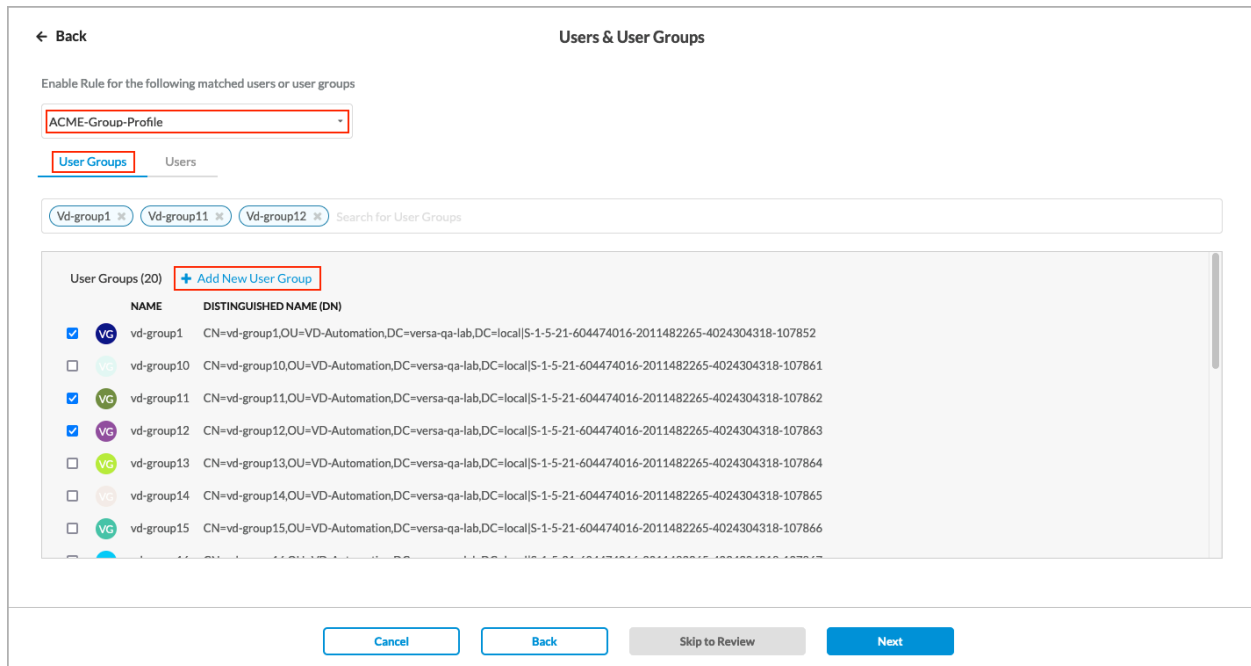 ← Back
Users & User Groups
Enable Rule for the following matched users or user groups
ACME-Group-Profile
User Groups Users
Vd-group1 × Vd-group11 × Vd-group12 × Search for User Groups
User Groups (20) + Add New User Group
NAME DISTINGUISHED NAME (DN)
VG vd-group1 CN=vd-group1,OU=VD-Automation,DC=versa-qa-lab,DC=local|S-1-5-21-604474016-2011482265-4024304318-107852
VG vd-group10 CN=vd-group10,OU=VD-Automation,DC=versa-qa-lab,DC=local|S-1-5-21-604474016-2011482265-4024304318-107861
VG vd-group11 CN=vd-group11,OU=VD-Automation,DC=versa-qa-lab,DC=local|S-1-5-21-604474016-2011482265-4024304318-107862
VG vd-group12 CN=vd-group12,OU=VD-Automation,DC=versa-qa-lab,DC=local|S-1-5-21-604474016-2011482265-4024304318-107863
VG vd-group13 CN=vd-group13,OU=VD-Automation,DC=versa-qa-lab,DC=local|S-1-5-21-604474016-2011482265-4024304318-107864
VG vd-group14 CN=vd-group14,OU=VD-Automation,DC=versa-qa-lab,DC=local|S-1-5-21-604474016-2011482265-4024304318-107865
VG vd-group15 CN=vd-group15,OU=VD-Automation,DC=versa-qa-lab,DC=local|S-1-5-21-604474016-2011482265-4024304318-107866
Cancel Back Skip to Review Next